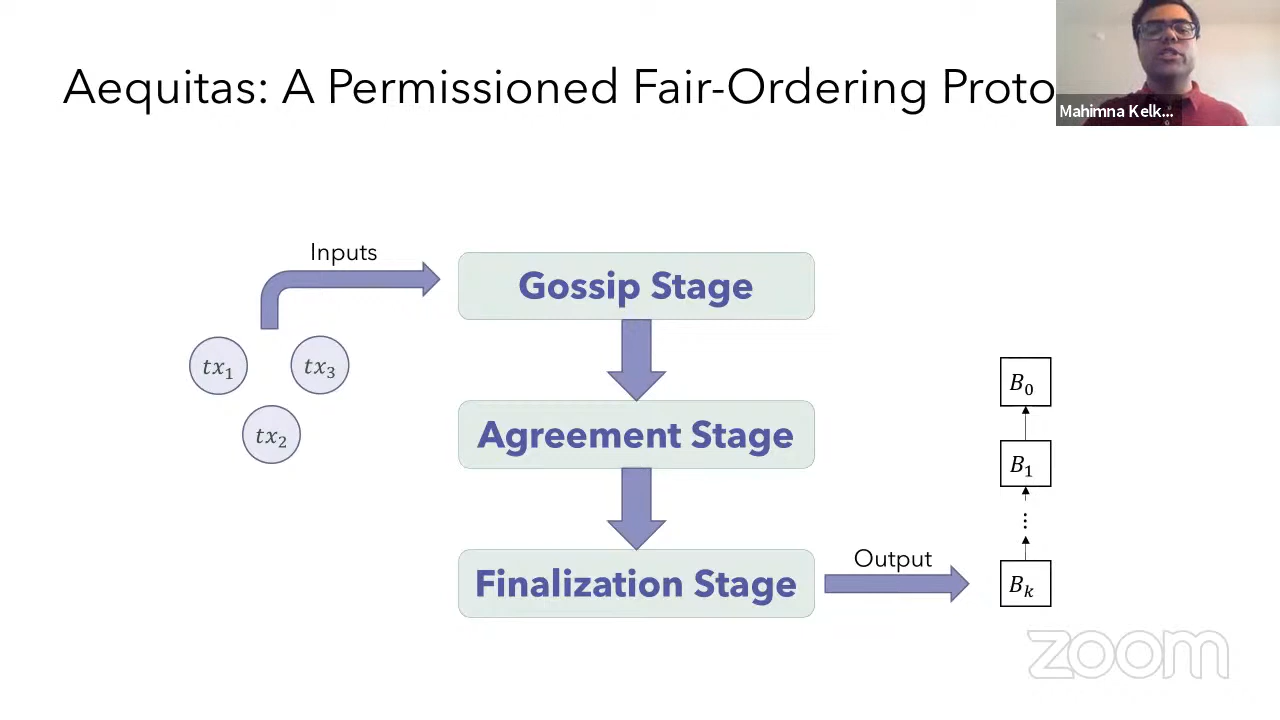 Aequitas: A Permissioned Fair-Ordering Proto
Mahimna Kelk...
Inputs
Gossip Stage
tx₁
tx₃
tx₂
Agreement Stage
B₀
B₁
⋮
Finalization Stage
Output
Bₖ
zoom